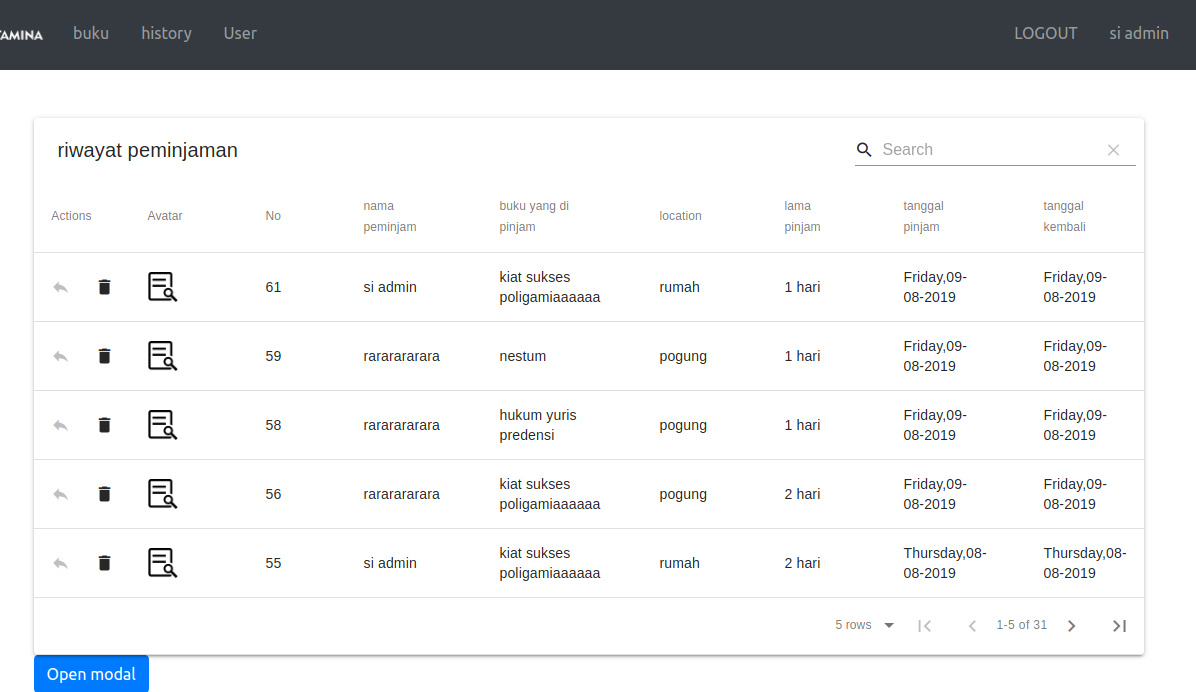 AMINA buku history User LOGOUT si admin
riwayat peminjaman Search
Actions Avatar No nama peminjam buku yang di pinjam location lama pinjam tanggal pinjam tanggal kembali
61 si admin kiat sukses poligamiaaaaaa rumah 1 hari Friday,09-08-2019 Friday,09-08-2019
59 rarararara nestum pogung 1 hari Friday,09-08-2019 Friday,09-08-2019
58 rarararara hukum yuris predensi pogung 1 hari Friday,09-08-2019 Friday,09-08-2019
56 rarararara kiat sukses poligamiaaaaaa pogung 2 hari Friday,09-08-2019 Friday,09-08-2019
55 si admin kiat sukses poligamiaaaaaa rumah 2 hari Thursday,08-08-2019 Thursday,08-08-2019
5 rows 1-5 of 31
Open modal